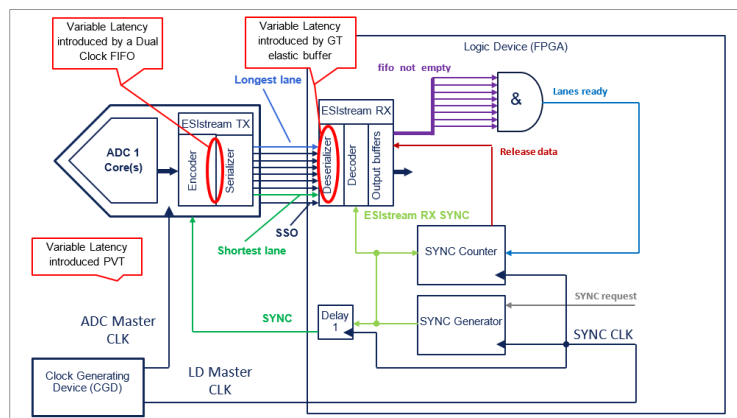 Variable Latency
introduced by a Dual
Clock FIFO
Variable Latency
introduced by GT
elastic buffer
Logic Device (FPGA)
fifo not empty
Longest lane
ESIstream TX
ESIstream RX
&
Lanes ready
ADC 1
Core(s)
Encoder
Serializer
Deserializer
Decoder
Output buffers
Release data
SSO
ESIstream RX SYNC
Shortest lane
Variable Latency
introduced PVT
SYNC Counter
SYNC request
ADC Master
CLK
SYNC
Delay
1
SYNC Generator
SYNC CLK
Clock Generating
Device (CGD)
LD Master
CLK